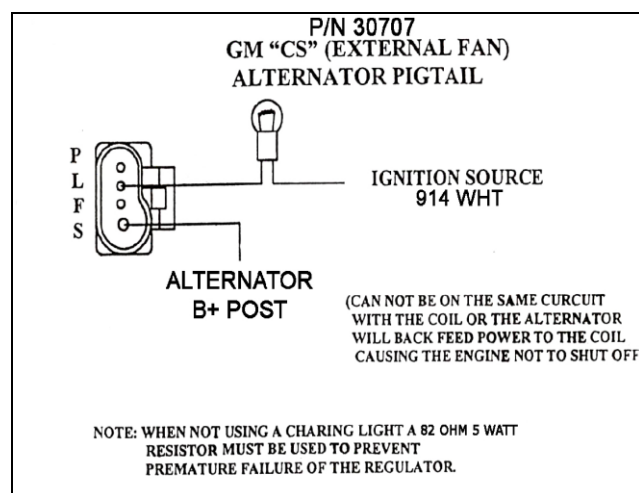 P/N 30707
GM “CS” (EXTERNAL FAN)
ALTERNATOR PIGTAIL
P
L
F
S
IGNITION SOURCE
914 WHT
ALTERNATOR
B+ POST
(CAN NOT BE ON THE SAME CURCUIT
WITH THE COIL OR THE ALTERNATOR
WILL BACK FEED POWER TO THE COIL
CAUSING THE ENGINE NOT TO SHUT OFF
NOTE: WHEN NOT USING A CHARING LIGHT A 82 OHM 5 WATT
RESISTOR MUST BE USED TO PREVENT
PREMATURE FAILURE OF THE REGULATOR.